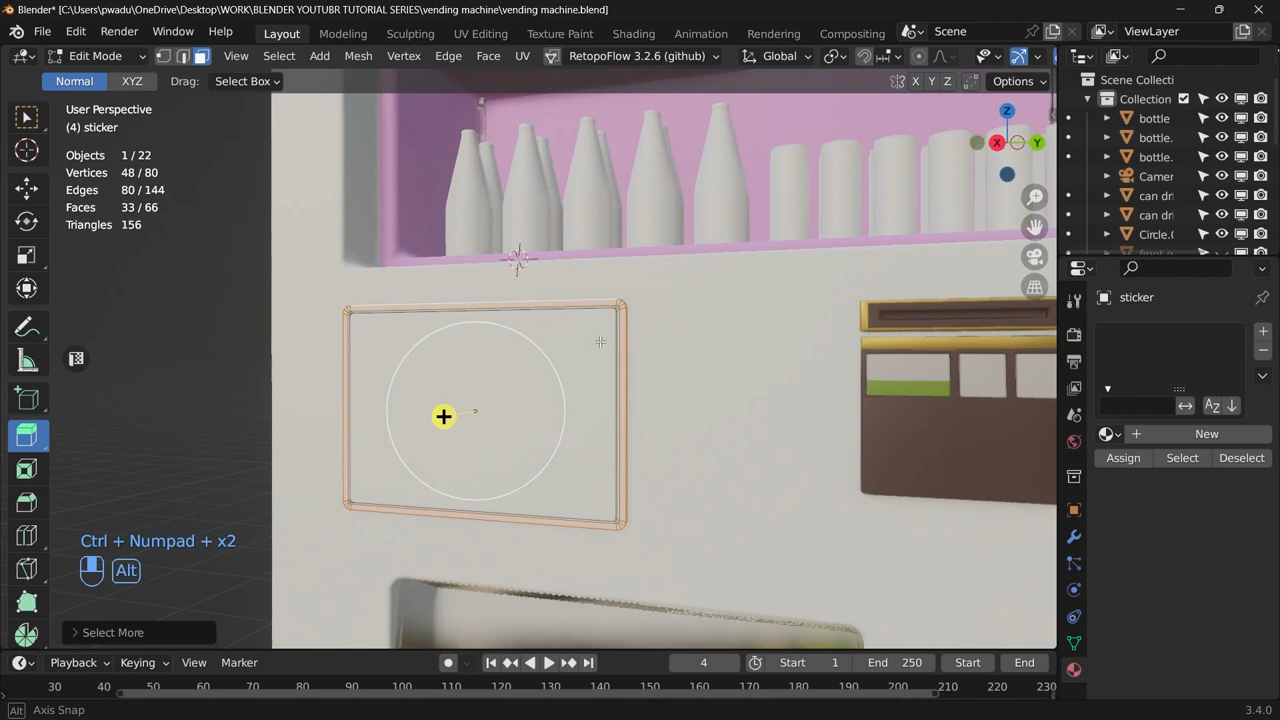 Blender* [C:\Users\pwadu\OneDrive\Desktop\WORK\BLENDER YOUTUBR TUTORIAL SERIES\vending machine\vending machine.blend]
File Edit Render Window Help Layout Modeling Sculpting UV Editing Texture Paint Shading Animation Rendering Compositing Scene ViewLayer
Edit Mode View Select Add Mesh Vertex Edge Face UV RetopoFlow 3.2.6 (github) Global
Normal XYZ Drag: Select Box X Y Z Options
User Perspective
(4) sticker
Objects 1 / 22
Vertices 48 / 80
Edges 80 / 144
Faces 33 / 66
Triangles 156
Z
X
Y
Scene Collecti
Collection
bottle
bottle.
bottle.
Camer
can dri
can dri
Circle.(
sticker
New
Assign Select Deselect
Ctrl + Numpad + x2
Alt
Select More
Playback Keying View Marker 4 Start 1 End 250 Start End
30 40 50 60 70 80 90 100 110 120 130 140 150 160 170 180 190 200 210 220 230
Alt Axis Snap 3.4.0